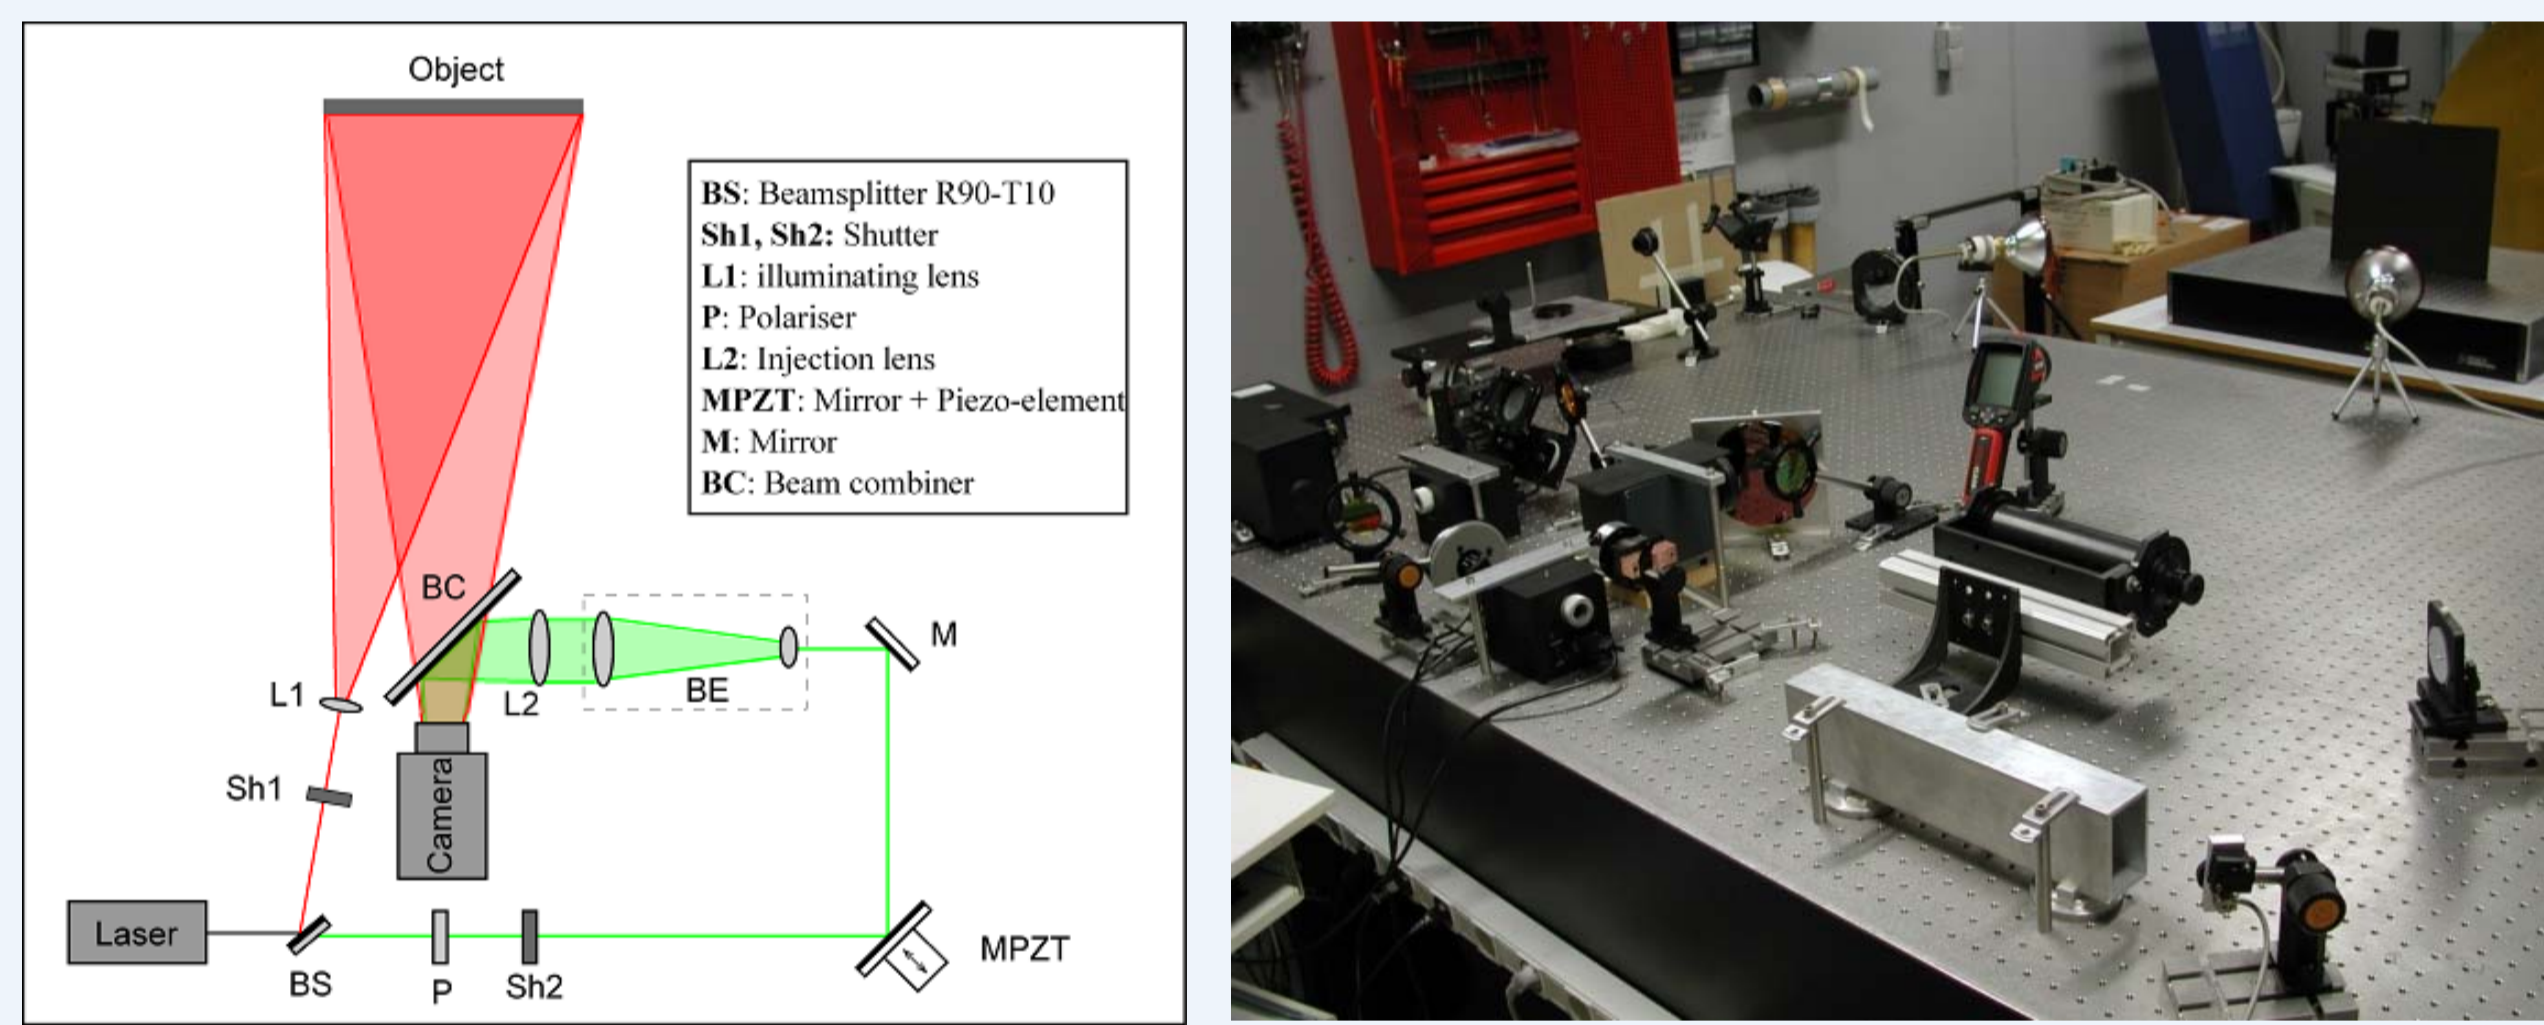 Object
BS: Beamsplitter R90-T10
Sh1, Sh2: Shutter
L1: illuminating lens
P: Polariser
L2: Injection lens
MPZT: Mirror + Piezo-element
M: Mirror
BC: Beam combiner
BC
M
L1
L2
BE
Sh1
Camera
Laser
MPZT
BS
P
Sh2